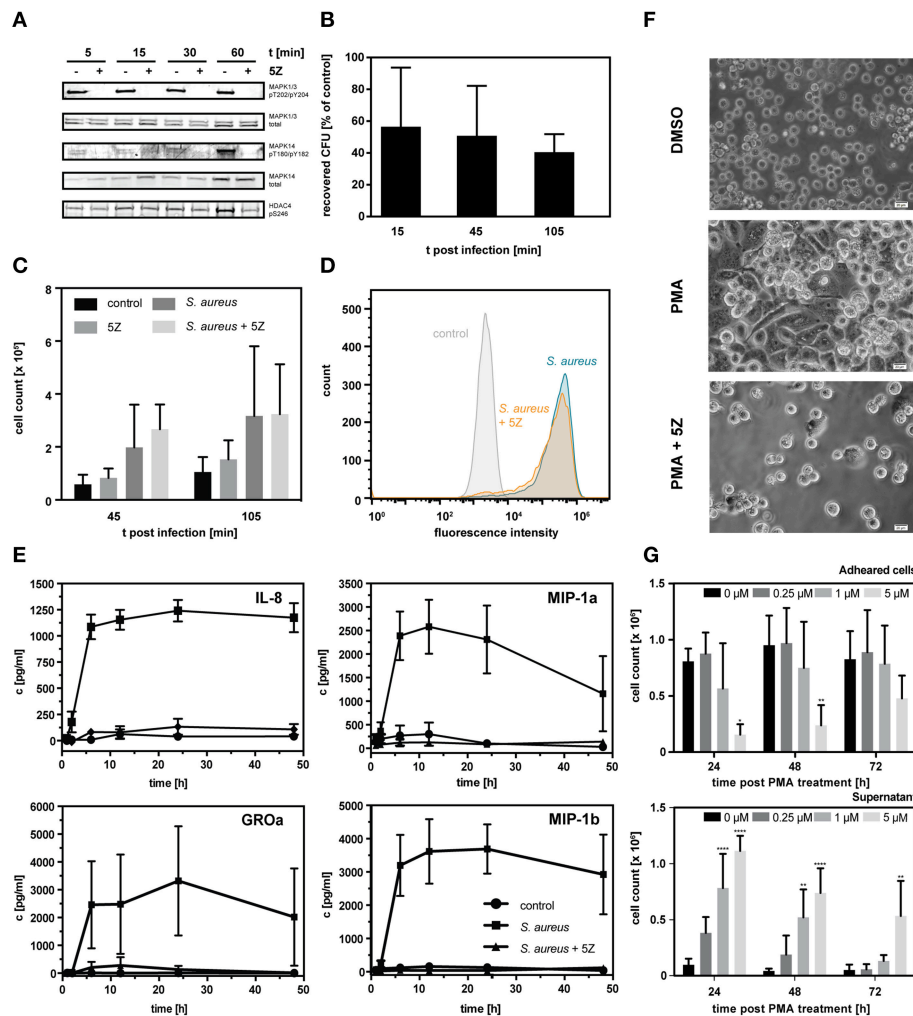 A
5 15 30 60 t [min]
- + - + - + - + 5Z
MAPK1/3
pT202/pY204
MAPK1/3
total
MAPK14
pT180/pY182
MAPK14
total
HDAC4
pS246
B
recovered CFU [% of control]
100
80
60
40
20
0
15 45 105
t post infection [min]
C
cell count [x 10⁵]
6
4
2
0
control
5Z
S. aureus
S. aureus + 5Z
45 105
t post infection [min]
D
count
500
400
300
200
100
0
control
S. aureus
S. aureus
+ 5Z
10⁰ 10² 10⁴ 10⁶
fluorescence intensity
E
IL-8
c [pg/ml]
1500
1250
1000
750
500
250
0
0 10 20 30 40 50
time [h]
MIP-1a
c [pg/ml]
3500
3000
2500
2000
1500
1000
500
0
0 10 20 30 40 50
time [h]
GROa
c [pg/ml]
6000
5000
4000
3000
2000
1000
0
0 10 20 30 40 50
time [h]
MIP-1b
c [pg/ml]
5000
4000
3000
2000
1000
0
control
S. aureus
S. aureus + 5Z
0 10 20 30 40 50
time [h]
F
DMSO
PMA
PMA + 5Z
G
Adheared cells
0 µM 0.25 µM 1 µM 5 µM
cell count [x 10⁶]
1.5
1.0
0.5
0
*
**
24 48 72
time post PMA treatment [h]
Supernatant
0 µM 0.25 µM 1 µM 5 µM
cell count [x 10⁶]
1.5
1.0
0.5
0
**** ****
** ****
**
24 48 72
time post PMA treatment [h]